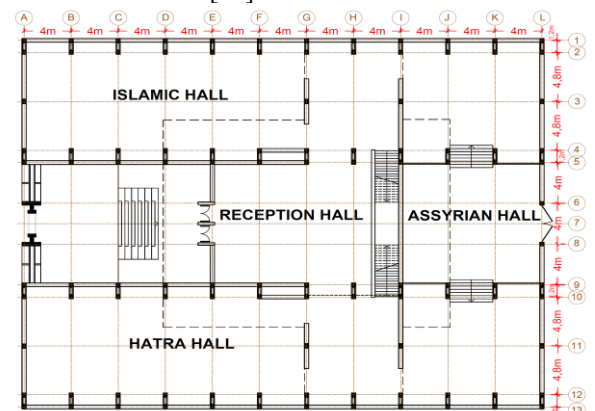 A B C D E F G H I J K L
4m 4m 4m 4m 4m 4m 4m 4m 4m 4m 4m
1
2
4,8m
ISLAMIC HALL
3
4,8m
4
5
4m
6
RECEPTION HALL
ASSYRIAN HALL
4m
7
8
4m
9
10
4,8m
HATRA HALL
11
4,8m
12
13